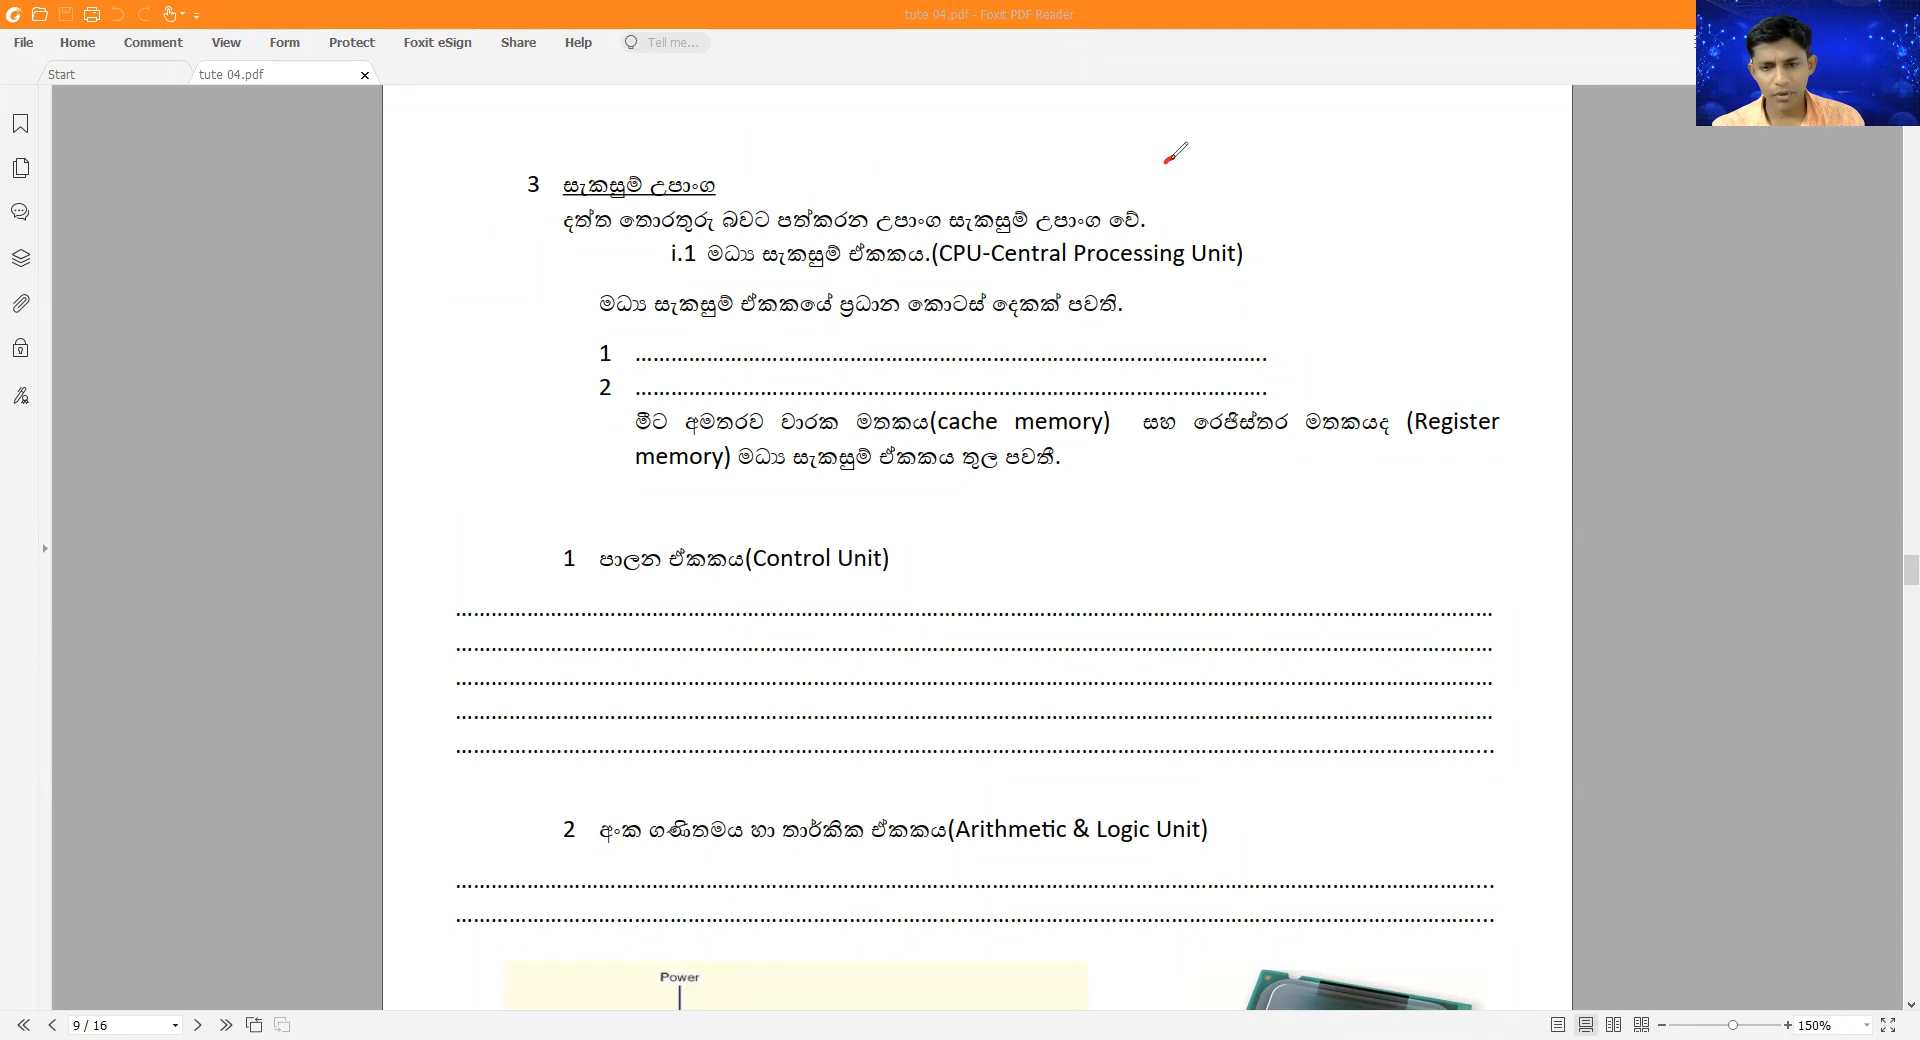 tute 04.pdf - Foxit PDF Reader
File Home Comment View Form Protect Foxit eSign Share Help Tell me...
Start tute 04.pdf
3 සැකසුම් උපාංග
දත්ත තොරතුරු බවට පත්කරන උපාංග සැකසුම් උපාංග වේ.
i.1 මධ්‍ය සැකසුම් ඒකකය.(CPU-Central Processing Unit)
මධ්‍ය සැකසුම් ඒකකයේ ප්‍රධාන කොටස් දෙකක් පවතී.
1 ……………………………………………………………………………………………….
2 ……………………………………………………………………………………………….
මීට අමතරව වාරක මතකය(cache memory) සහ රෙජිස්තර මතකයද (Register
memory) මධ්‍ය සැකසුම් ඒකකය තුල පවතී.
1 පාලන ඒකකය(Control Unit)
………………………………………………………………………………………………………………………………………………………………
………………………………………………………………………………………………………………………………………………………………
………………………………………………………………………………………………………………………………………………………………
………………………………………………………………………………………………………………………………………………………………
………………………………………………………………………………………………………………………………………………………………
2 අංක ගණිතමය හා තාර්කික ඒකකය(Arithmetic & Logic Unit)
………………………………………………………………………………………………………………………………………………………………
………………………………………………………………………………………………………………………………………………………………
Power
9 / 16 150%